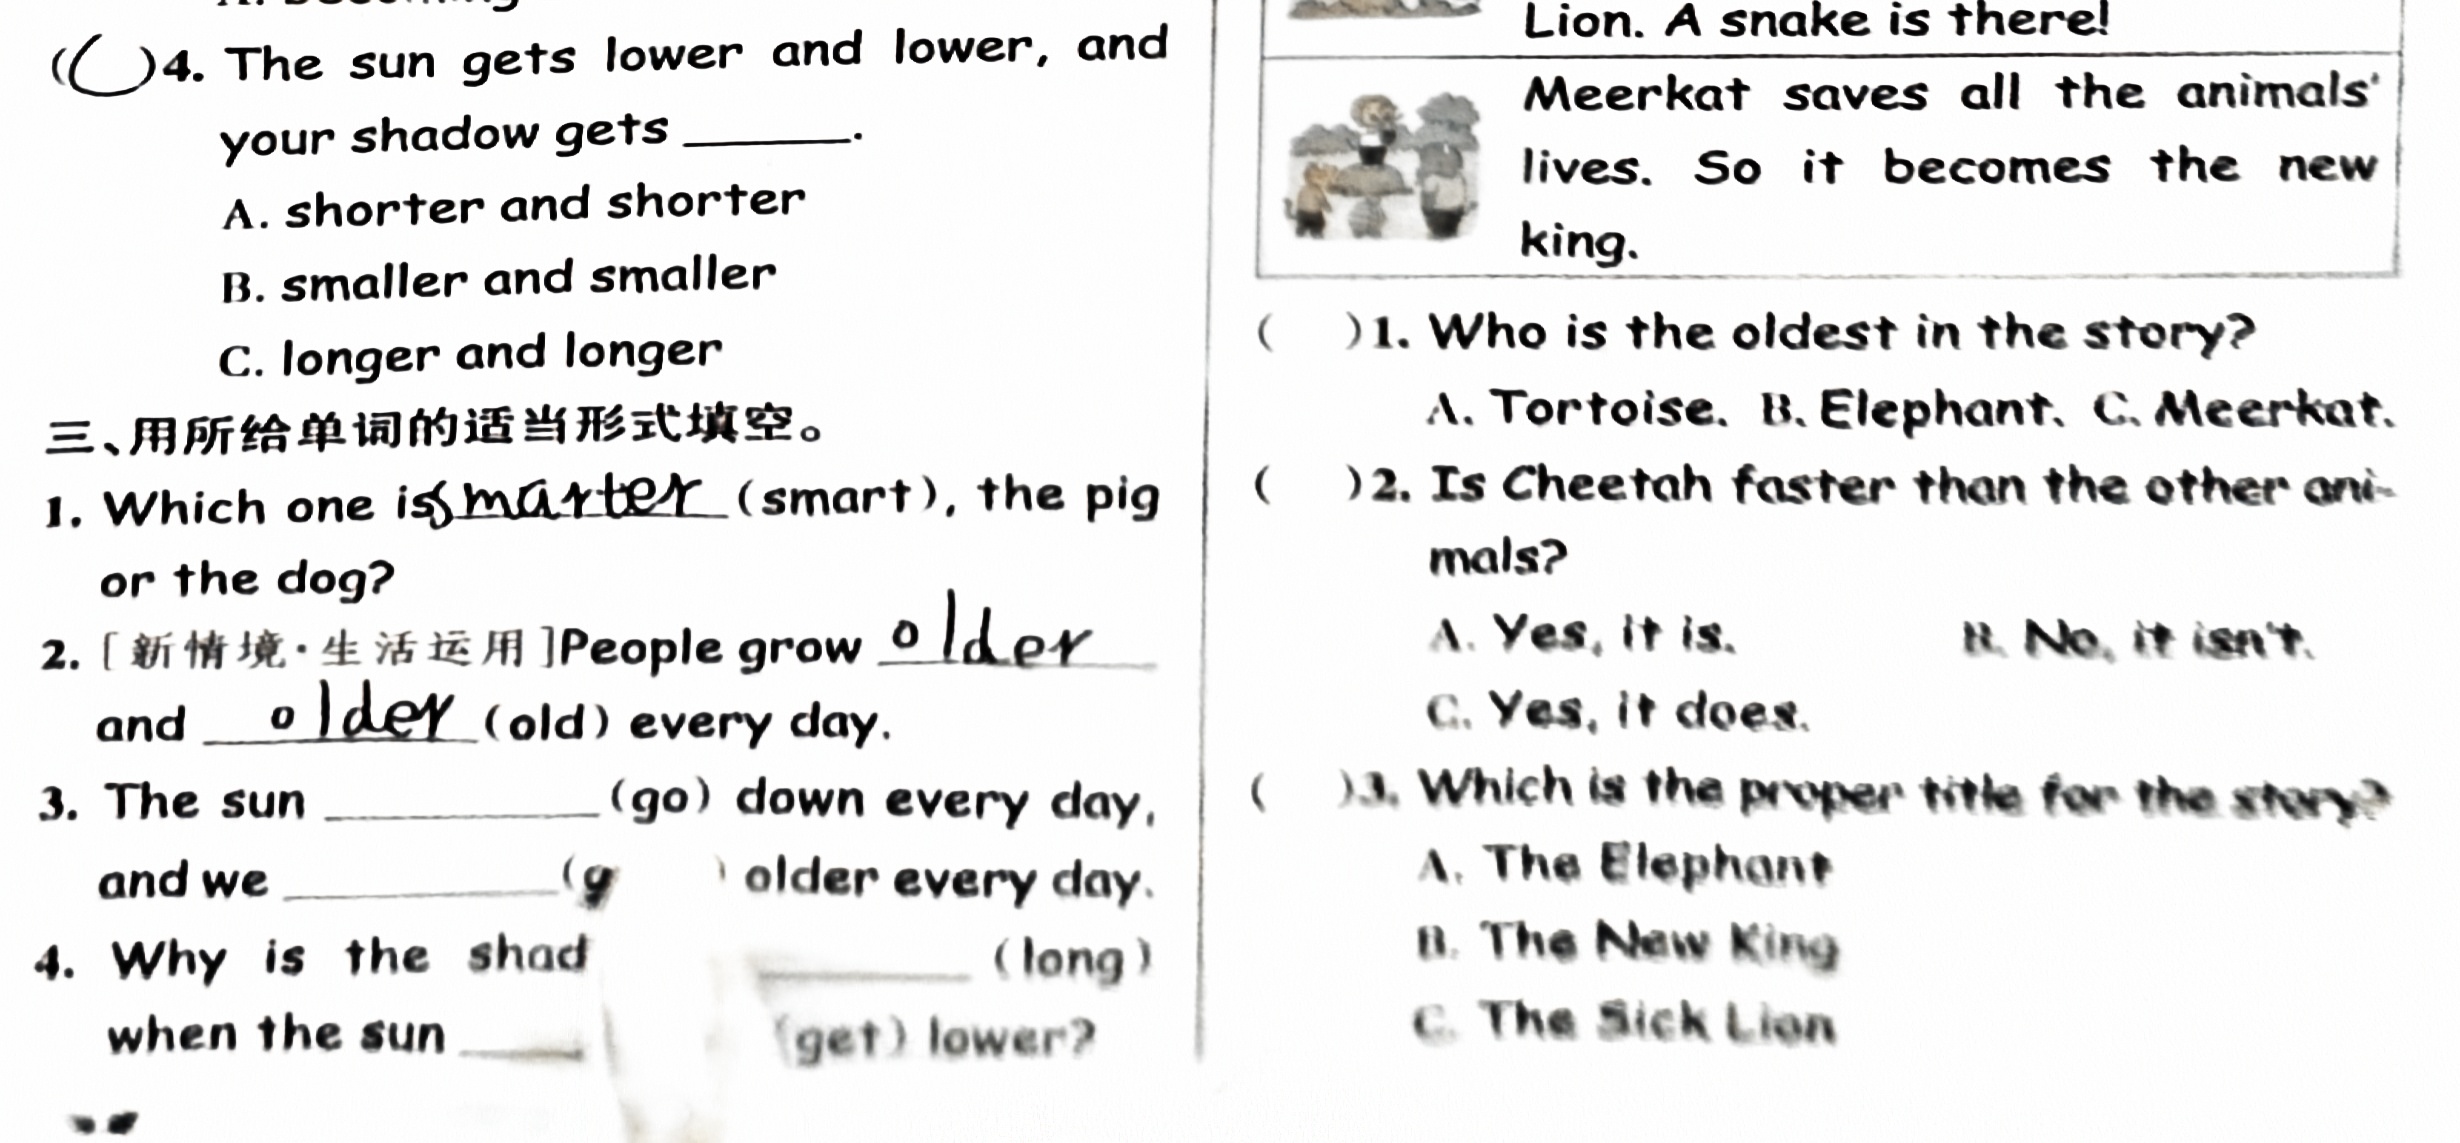 (C)4. The sun gets lower and lower, and
your shadow gets ______.
A. shorter and shorter
B. smaller and smaller
C. longer and longer
三、用所给单词的适当形式填空。
1. Which one is smarter (smart), the pig
or the dog?
2. [新情境·生活运用]People grow older
and older (old) every day.
3. The sun ______ (go) down every day,
and we ______ (g ) older every day.
4. Why is the shad ______ (long)
when the sun ______ (get) lower?
Lion. A snake is there!
Meerkat saves all the animals'
lives. So it becomes the new
king.
( )1. Who is the oldest in the story?
A. Tortoise. B. Elephant. C. Meerkat.
( )2. Is Cheetah faster than the other ani-
mals?
A. Yes, it is. B. No, it isn't.
C. Yes, it does.
( )3. Which is the proper title for the story?
A. The Elephant
B. The New King
C. The Sick Lion